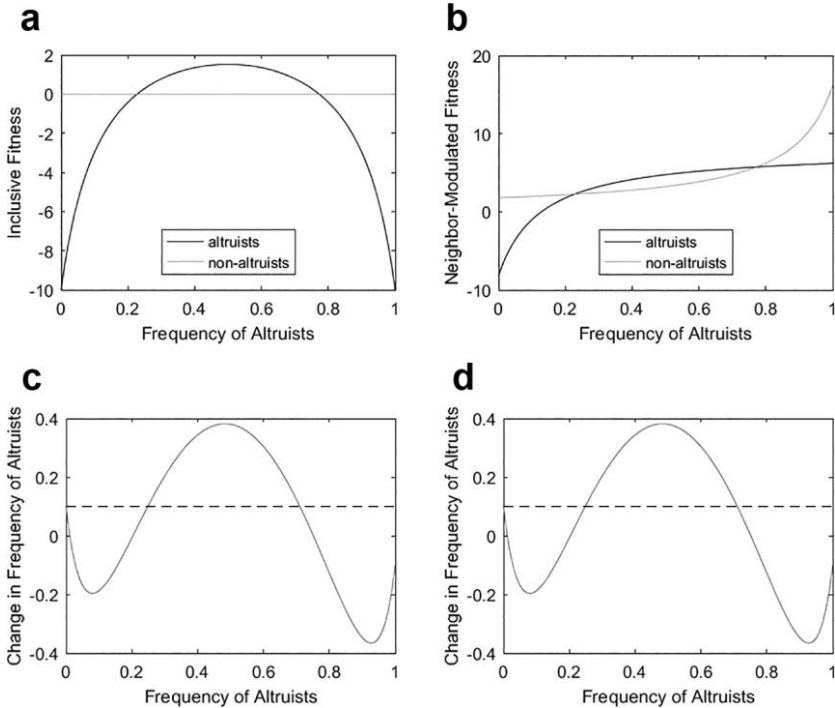 a
2
0
-2
-4
-6
-8
-10
Inclusive Fitness
altruists
non-altruists
0 0.2 0.4 0.6 0.8 1
Frequency of Altruists
b
20
10
0
-10
Neighbor-Modulated Fitness
altruists
non-altruists
0 0.2 0.4 0.6 0.8 1
Frequency of Altruists
c
0.4
0.2
0
-0.2
-0.4
Change in Frequency of Altruists
0 0.2 0.4 0.6 0.8 1
Frequency of Altruists
d
0.4
0.2
0
-0.2
-0.4
Change in Frequency of Altruists
0 0.2 0.4 0.6 0.8 1
Frequency of Altruists